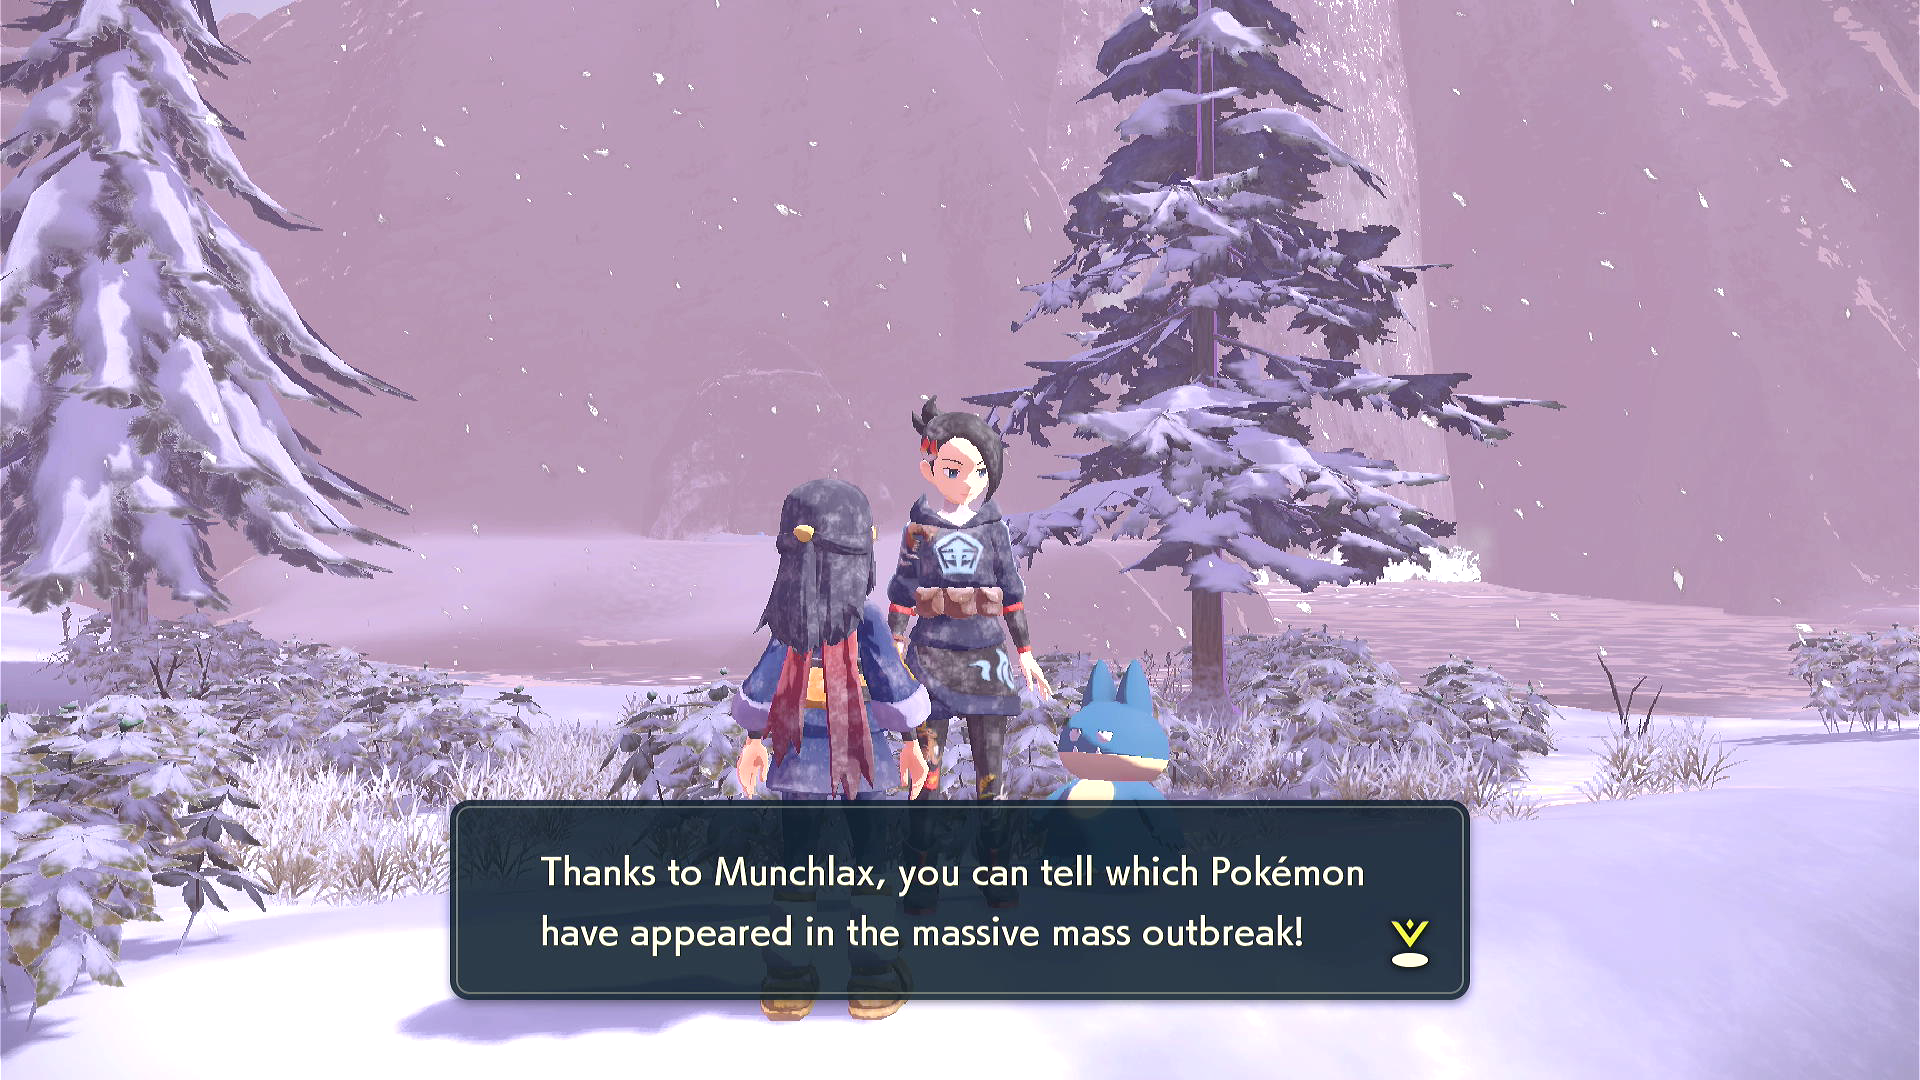 Thanks to Munchlax, you can tell which Pokémon
have appeared in the massive mass outbreak!